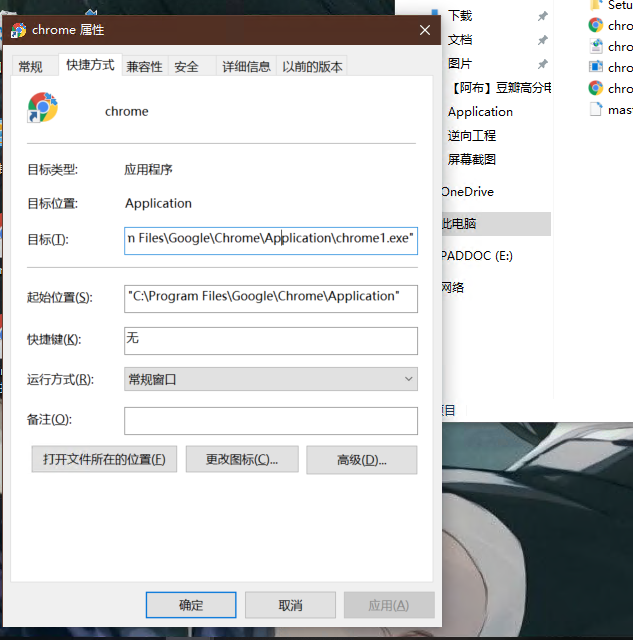 chrome 属性
常规 快捷方式 兼容性 安全 详细信息 以前的版本
chrome
目标类型: 应用程序
目标位置: Application
目标(T): n Files\Google\Chrome\Application\chrome1.exe"
起始位置(S): "C:\Program Files\Google\Chrome\Application"
快捷键(K): 无
运行方式(R): 常规窗口
备注(O):
打开文件所在的位置(F) 更改图标(C)... 高级(D)...
确定 取消 应用(A)
下载
文档
图片
【阿布】豆瓣高分电
Application
逆向工程
屏幕截图
OneDrive
此电脑
PADDOC (E:)
网络
项目
Setu
chro
chro
chro
chro
mast